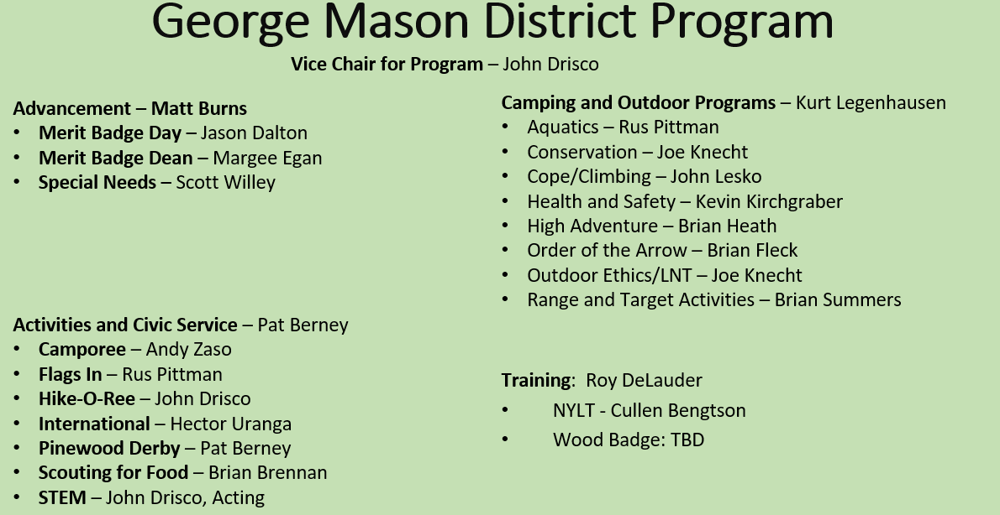 George Mason District Program
Vice Chair for Program – John Drisco
Advancement – Matt Burns
• Merit Badge Day – Jason Dalton
• Merit Badge Dean – Margee Egan
• Special Needs – Scott Willey
Activities and Civic Service – Pat Berney
• Camporee – Andy Zaso
• Flags In – Rus Pittman
• Hike-O-Ree – John Drisco
• International – Hector Uranga
• Pinewood Derby – Pat Berney
• Scouting for Food – Brian Brennan
• STEM – John Drisco, Acting
Camping and Outdoor Programs – Kurt Legenhausen
• Aquatics – Rus Pittman
• Conservation – Joe Knecht
• Cope/Climbing – John Lesko
• Health and Safety – Kevin Kirchgraber
• High Adventure – Brian Heath
• Order of the Arrow – Brian Fleck
• Outdoor Ethics/LNT – Joe Knecht
• Range and Target Activities – Brian Summers
Training: Roy DeLauder
• NYLT - Cullen Bengtson
• Wood Badge: TBD